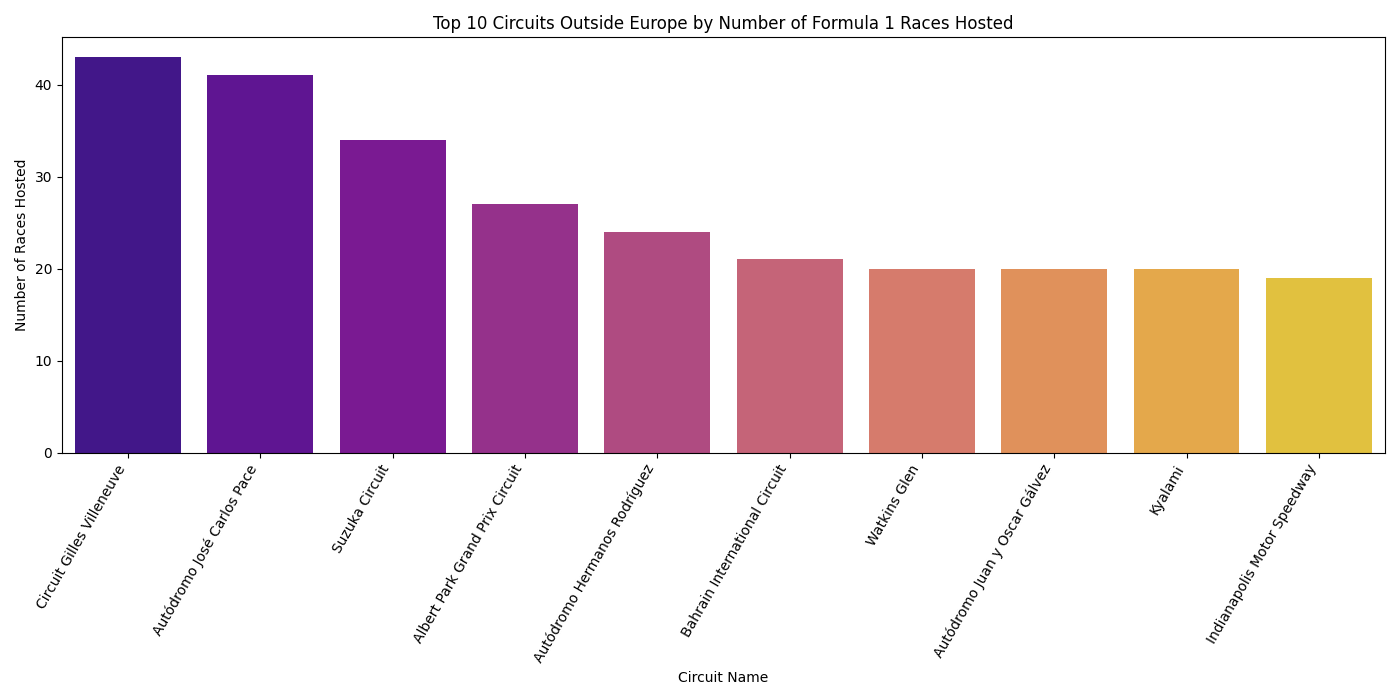 Top 10 Circuits Outside Europe by Number of Formula 1 Races Hosted
Number of Races Hosted
40
30
20
10
0
Circuit Gilles Villeneuve
Autódromo José Carlos Pace
Suzuka Circuit
Albert Park Grand Prix Circuit
Autódromo Hermanos Rodríguez
Bahrain International Circuit
Watkins Glen
Autódromo Juan y Oscar Gálvez
Kyalami
Indianapolis Motor Speedway
Circuit Name